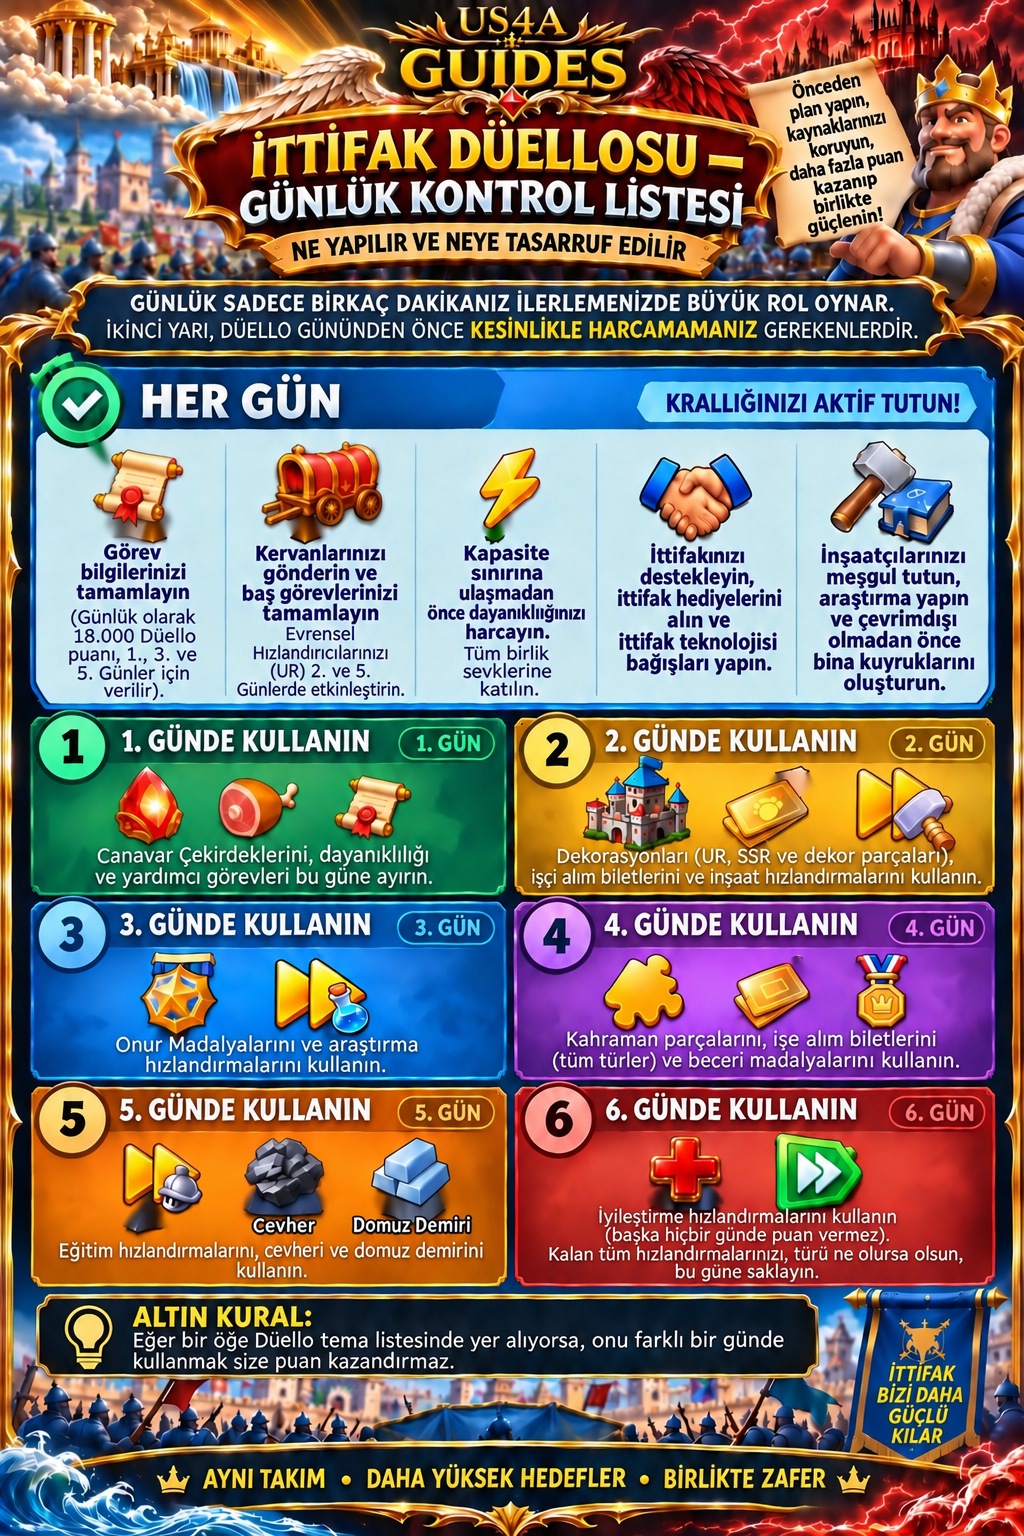 US4A
GUIDES
İTTİFAK DÜELLOSU –
GÜNLÜK KONTROL LİSTESİ
NE YAPILIR VE NEYE TASARRUF EDİLİR
Önceden
plan yapın,
kaynaklarınızı
koruyun,
daha fazla puan
kazanıp
birlikte
güçlenin!
GÜNLÜK SADECE BİRKAÇ DAKİKANIZ İLERLEMENİZDE BÜYÜK ROL OYNAR.
İKİNCİ YARI, DÜELLO GÜNÜNDEN ÖNCE KESİNLİKLE HARCAMAMANIZ GEREKENLERDİR.
HER GÜN
KRALLIĞINIZI AKTİF TUTUN!
Görev
bilgilerinizi
tamamlayın
(Günlük olarak
18.000 Düello
puanı, 1., 3. ve
5. Günler için
verilir).
Kervanlarınızı
gönderin ve
baş görevlerinizi
tamamlayın
Evrensel
Hızlandırıcılarınızı
(UR) 2. ve 5.
Günlerde etkinleştirin.
Kapasite
sınırına
ulaşmadan
önce dayanıklılığınızı
harcayın.
Tüm birlik
sevklerine
katılın.
İttifakınızı
destekleyin,
ittifak hediyelerini
alın ve
ittifak teknolojisi
bağışları yapın.
İnşaatçılarınızı
meşgul tutun,
araştırma yapın
ve çevrimdışı
olmadan önce
bina kuyruklarını
oluşturun.
1
1. GÜNDE KULLANIN
1. GÜN
Canavar Çekirdeklerini, dayanıklılığı
ve yardımcı görevleri bu güne ayırın.
2
2. GÜNDE KULLANIN
2. GÜN
Dekorasyonları (UR, SSR ve dekor parçaları),
işçi alım biletlerini ve inşaat hızlandırmalarını kullanın.
3
3. GÜNDE KULLANIN
3. GÜN
Onur Madalyalarını ve araştırma
hızlandırmalarını kullanın.
4
4. GÜNDE KULLANIN
4. GÜN
Kahraman parçalarını, işe alım biletlerini
(tüm türler) ve beceri madalyalarını kullanın.
5
5. GÜNDE KULLANIN
5. GÜN
Cevher
Domuz Demiri
Eğitim hızlandırmalarını, cevheri ve domuz demirini
kullanın.
6
6. GÜNDE KULLANIN
6. GÜN
İyileştirme hızlandırmalarını kullanın
(başka hiçbir günde puan vermez).
Kalan tüm hızlandırmalarınızı, türü ne olursa olsun,
bu güne saklayın.
ALTIN KURAL:
Eğer bir öğe Düello tema listesinde yer alıyorsa, onu farklı bir günde
kullanmak size puan kazandırmaz.
İTTİFAK
BİZİ DAHA
GÜÇLÜ
KILAR
AYNI TAKIM • DAHA YÜKSEK HEDEFLER • BİRLİKTE ZAFER